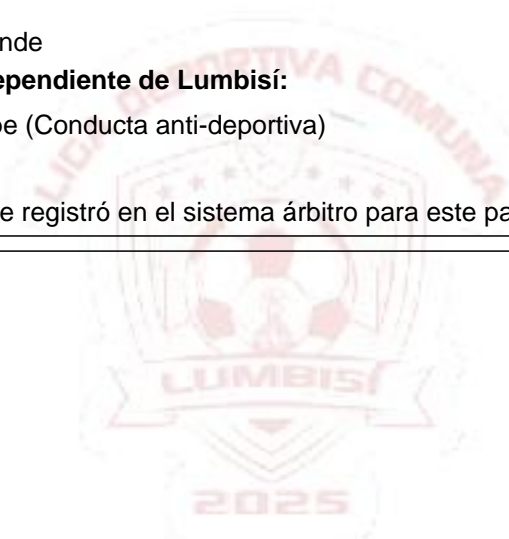 nde
ependiente de Lumbisí:
be (Conducta anti-deportiva)
LIGA DEPORTIVA COMUNA
e registró en el sistema árbitro para este pa
LUMBISÍ
2025